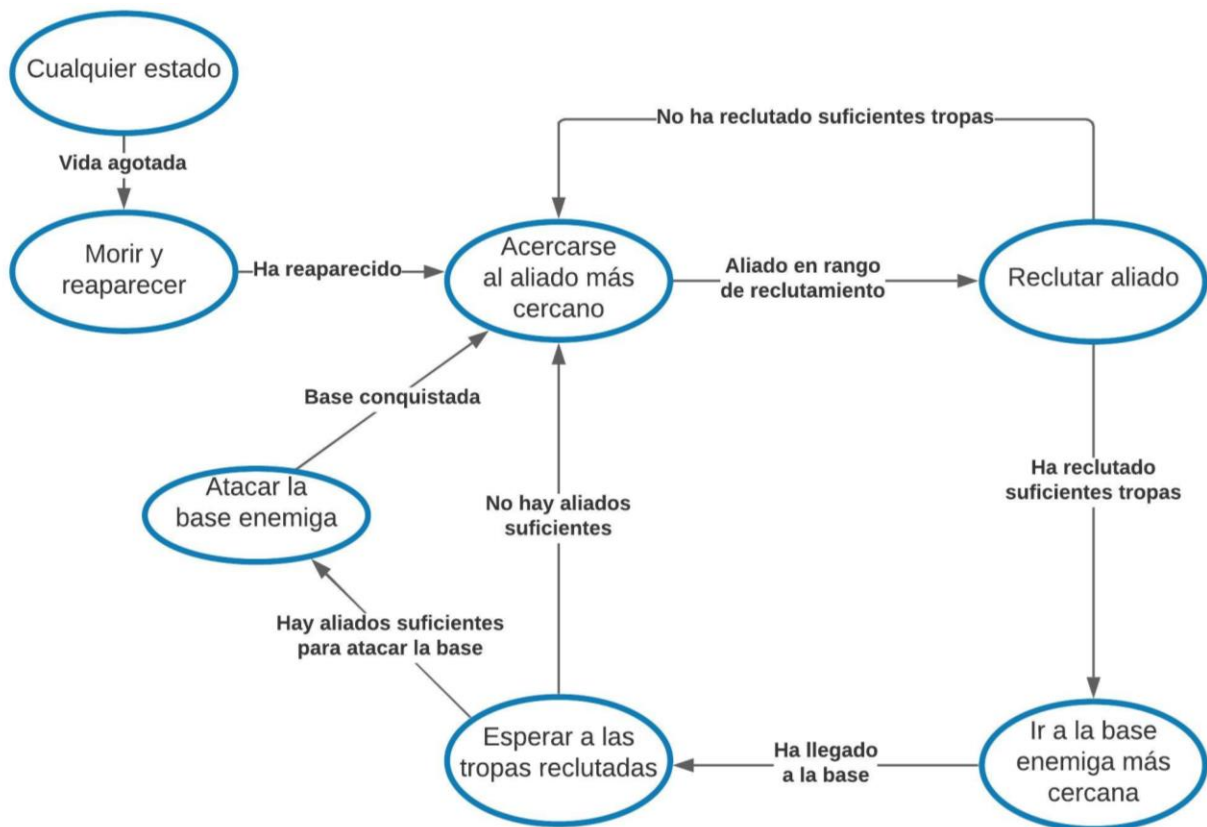 Cualquier estado
Vida agotada
Morir y
reaparecer
Ha reaparecido
Acercarse
al aliado más
cercano
No ha reclutado suficientes tropas
Aliado en rango
de reclutamiento
Reclutar aliado
Ha reclutado
suficientes tropas
Ir a la base
enemiga más
cercana
Ha llegado
a la base
Esperar a las
tropas reclutadas
No hay aliados
suficientes
Hay aliados suficientes
para atacar la base
Atacar la
base enemiga
Base conquistada